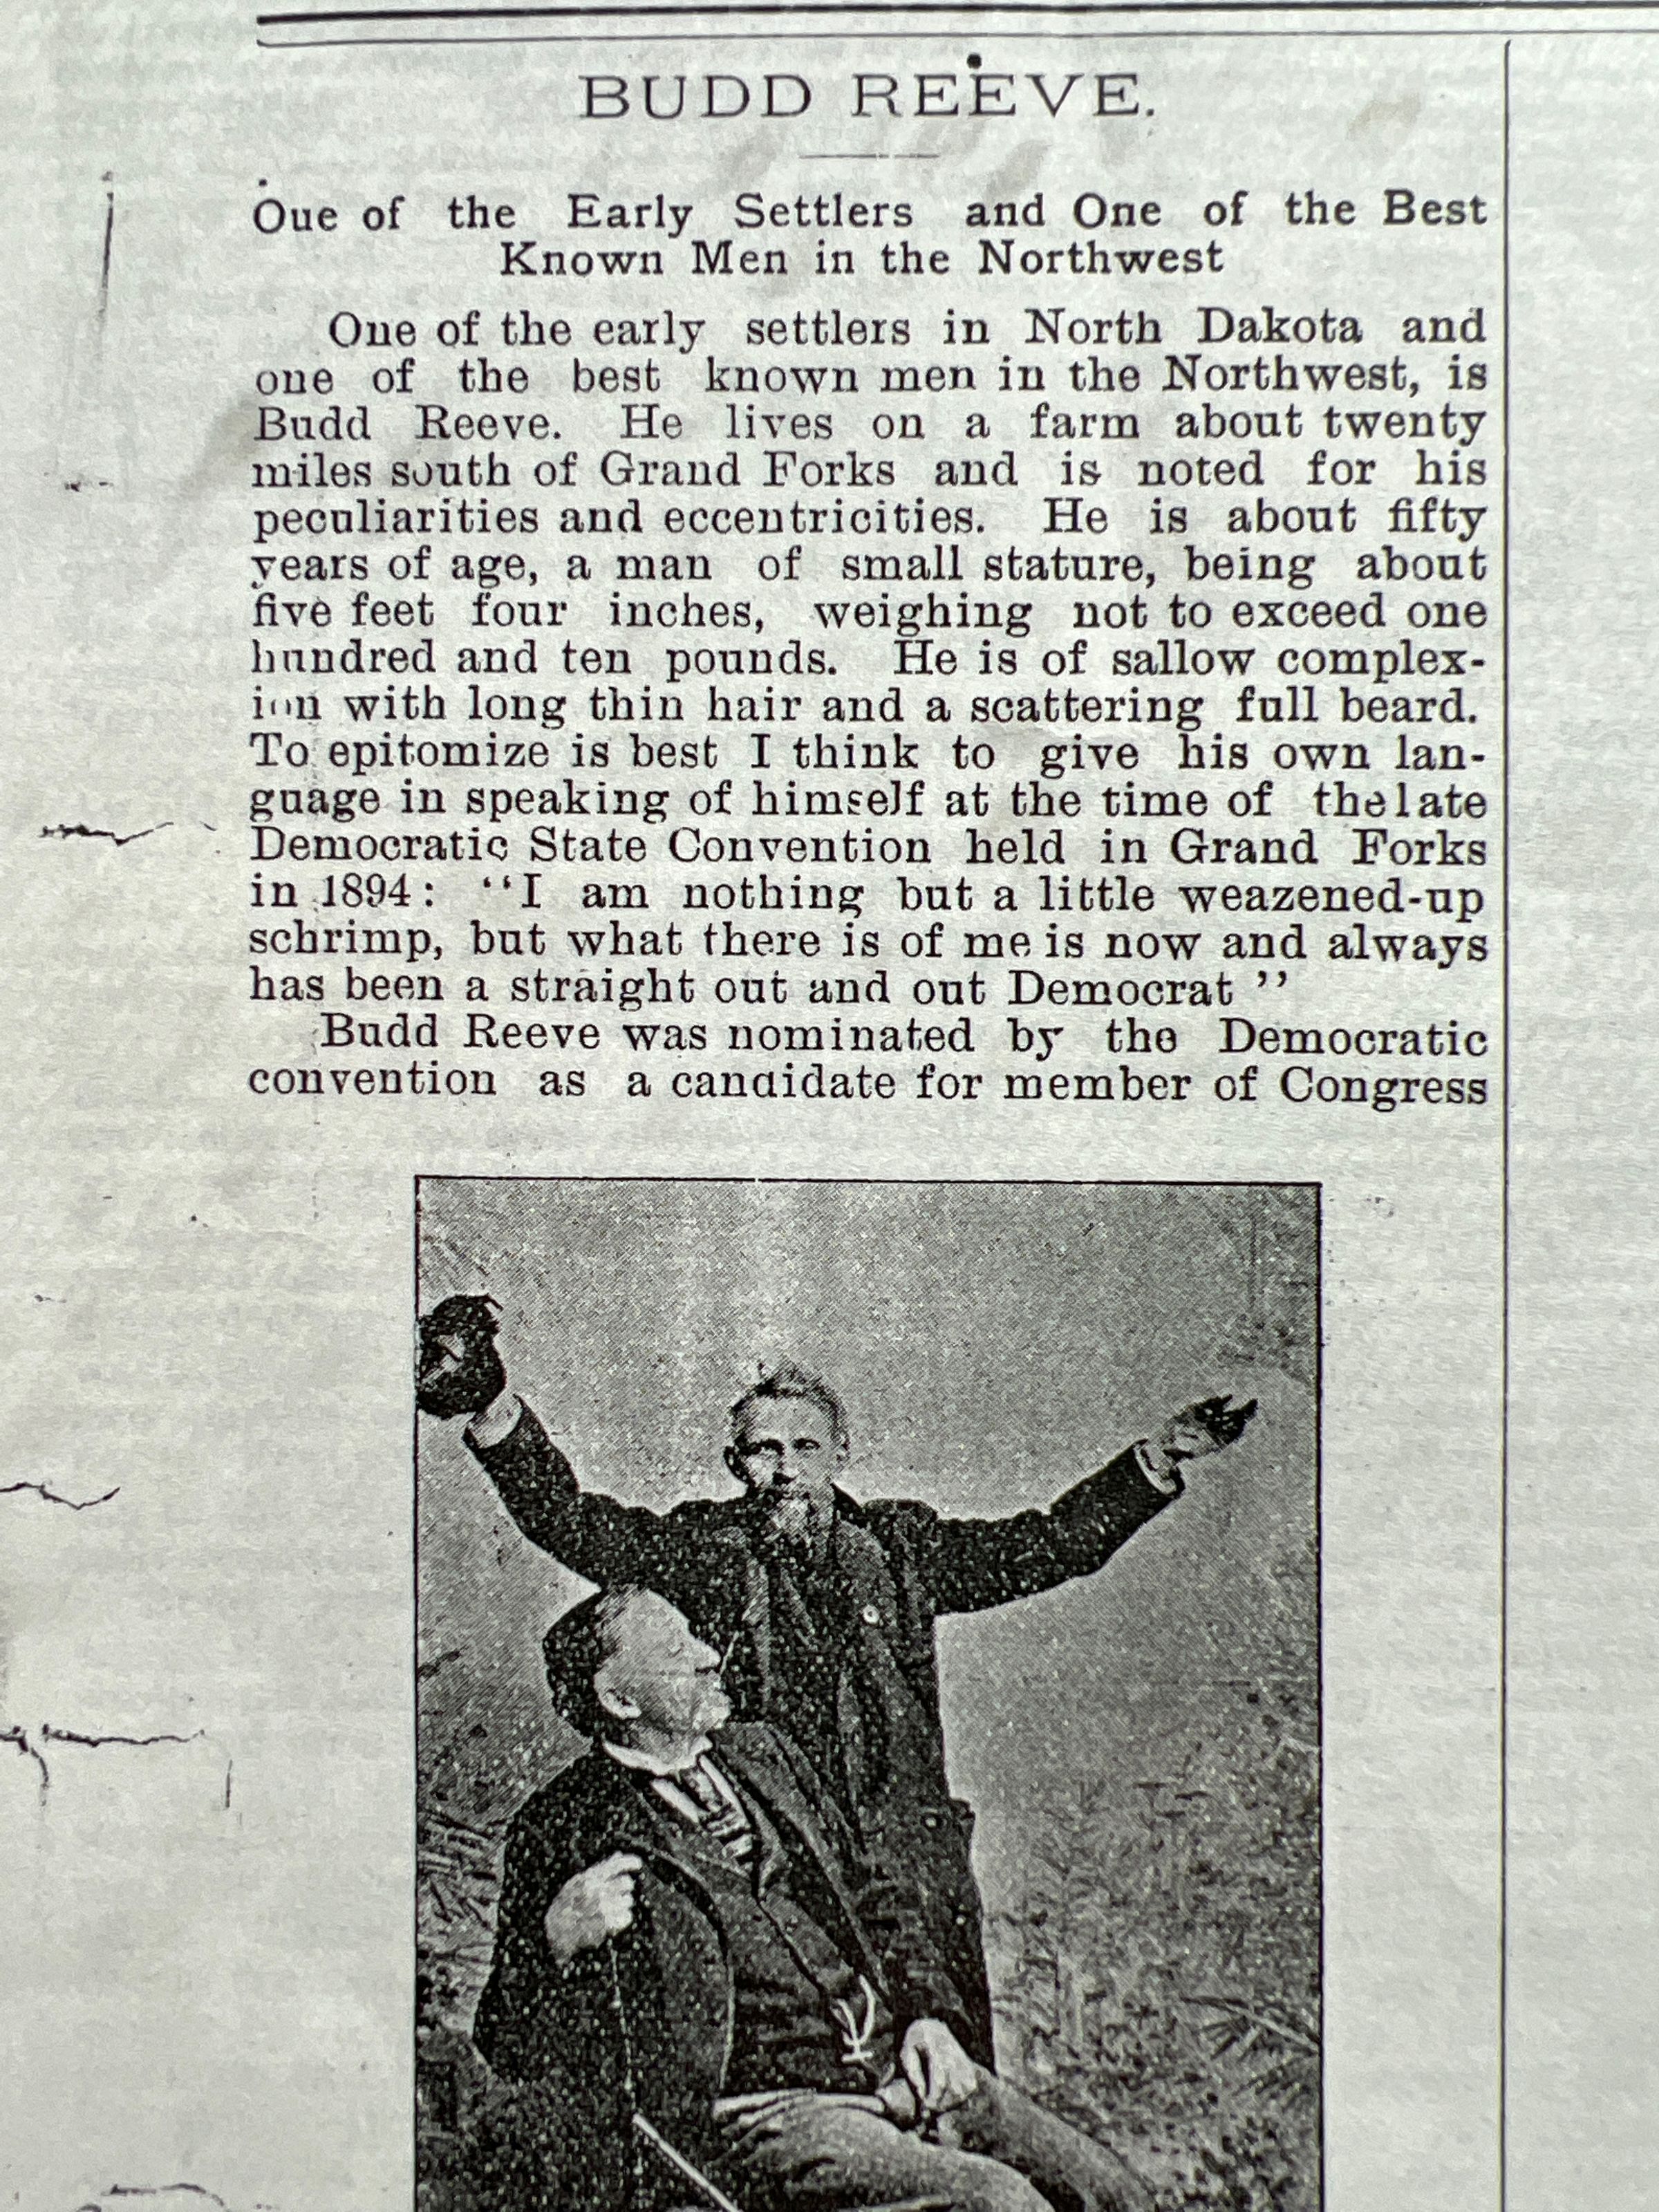 BUDD REEVE.
One of the Early Settlers and One of the Best
Known Men in the Northwest
One of the early settlers in North Dakota and
one of the best known men in the Northwest, is
Budd Reeve. He lives on a farm about twenty
miles south of Grand Forks and is noted for his
peculiarities and eccentricities. He is about fifty
years of age, a man of small stature, being about
five feet four inches, weighing not to exceed one
hundred and ten pounds. He is of sallow complex-
ion with long thin hair and a scattering full beard.
To epitomize is best I think to give his own lan-
guage in speaking of himself at the time of the late
Democratic State Convention held in Grand Forks
in 1894: "I am nothing but a little weazened-up
schrimp, but what there is of me is now and always
has been a straight out and out Democrat "
Budd Reeve was nominated by the Democratic
convention as a candidate for member of Congress